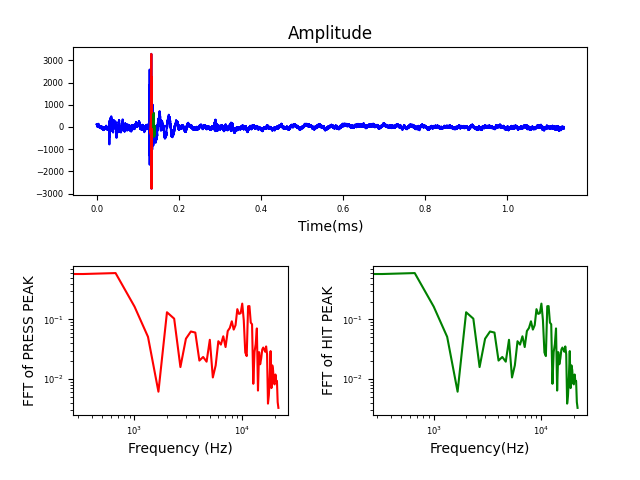 Amplitude
3000
2000
1000
0
−1000
−2000
−3000
0.0 0.2 0.4 0.6 0.8 1.0
Time(ms)
FFT of PRESS PEAK
10⁻¹
10⁻²
10³ 10⁴
Frequency (Hz)
FFT of HIT PEAK
10⁻¹
10⁻²
10³ 10⁴
Frequency(Hz)